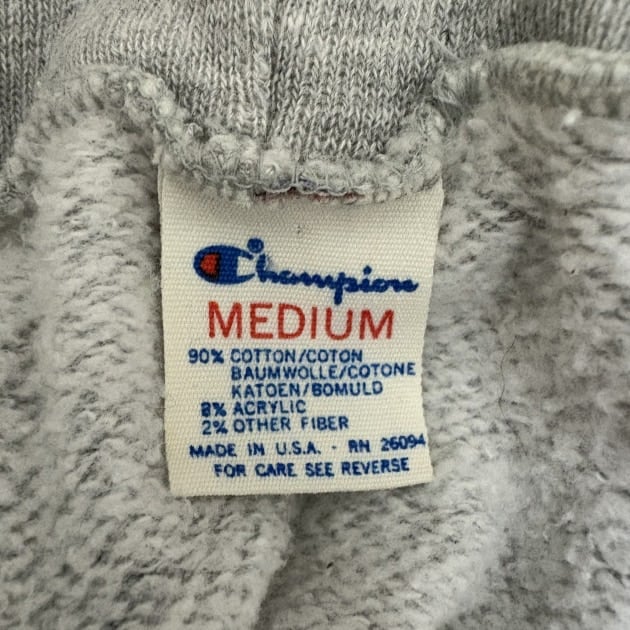 Champion
MEDIUM
90% COTTON/COTON
BAUMWOLLE/COTONE
KATOEN/BOMULD
8% ACRYLIC
2% OTHER FIBER
MADE IN U.S.A. - RN 26094
FOR CARE SEE REVERSE